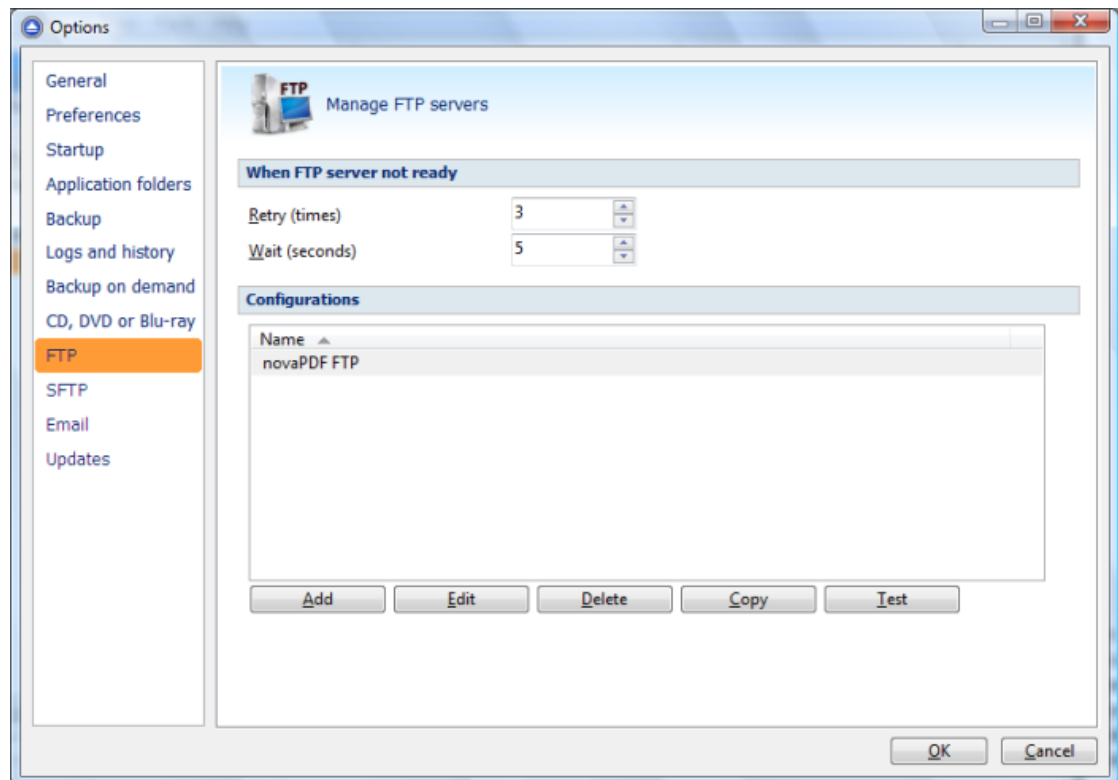 Options
General
Preferences
Startup
Application folders
Backup
Logs and history
Backup on demand
CD, DVD or Blu-ray
FTP
SFTP
Email
Updates
FTP
Manage FTP servers
When FTP server not ready
Retry (times) 3
Wait (seconds) 5
Configurations
Name
novaPDF FTP
Add Edit Delete Copy Test
OK Cancel